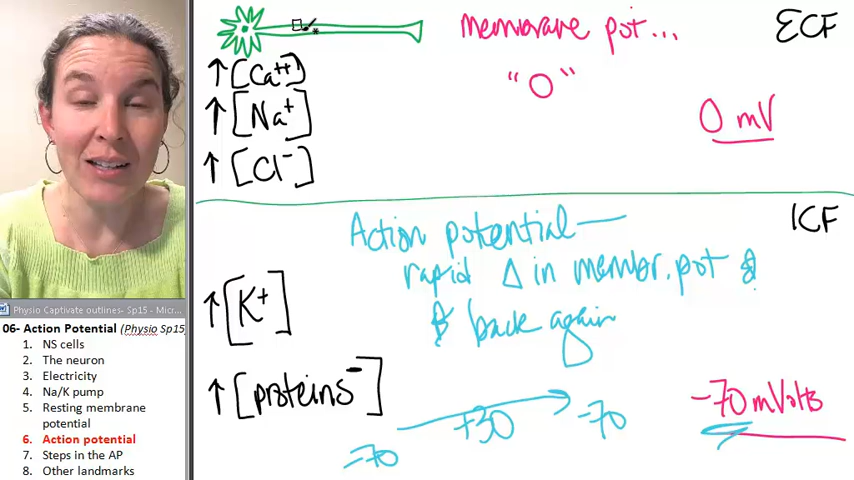 membrane pot...
ECF
"0"
↑[Ca++]
↑[Na+]
↑[Cl-]
0 mV
ICF
Action potential—
rapid Δ in membr. pot &
& back again
↑[K+]
↑[proteins-]
-70 mVolts
-70
+30
-70
Physio Captivate outlines- Sp15 - Micr...
06- Action Potential (Physio Sp15
1. NS cells
2. The neuron
3. Electricity
4. Na/K pump
5. Resting membrane
potential
6. Action potential
7. Steps in the AP
8. Other landmarks